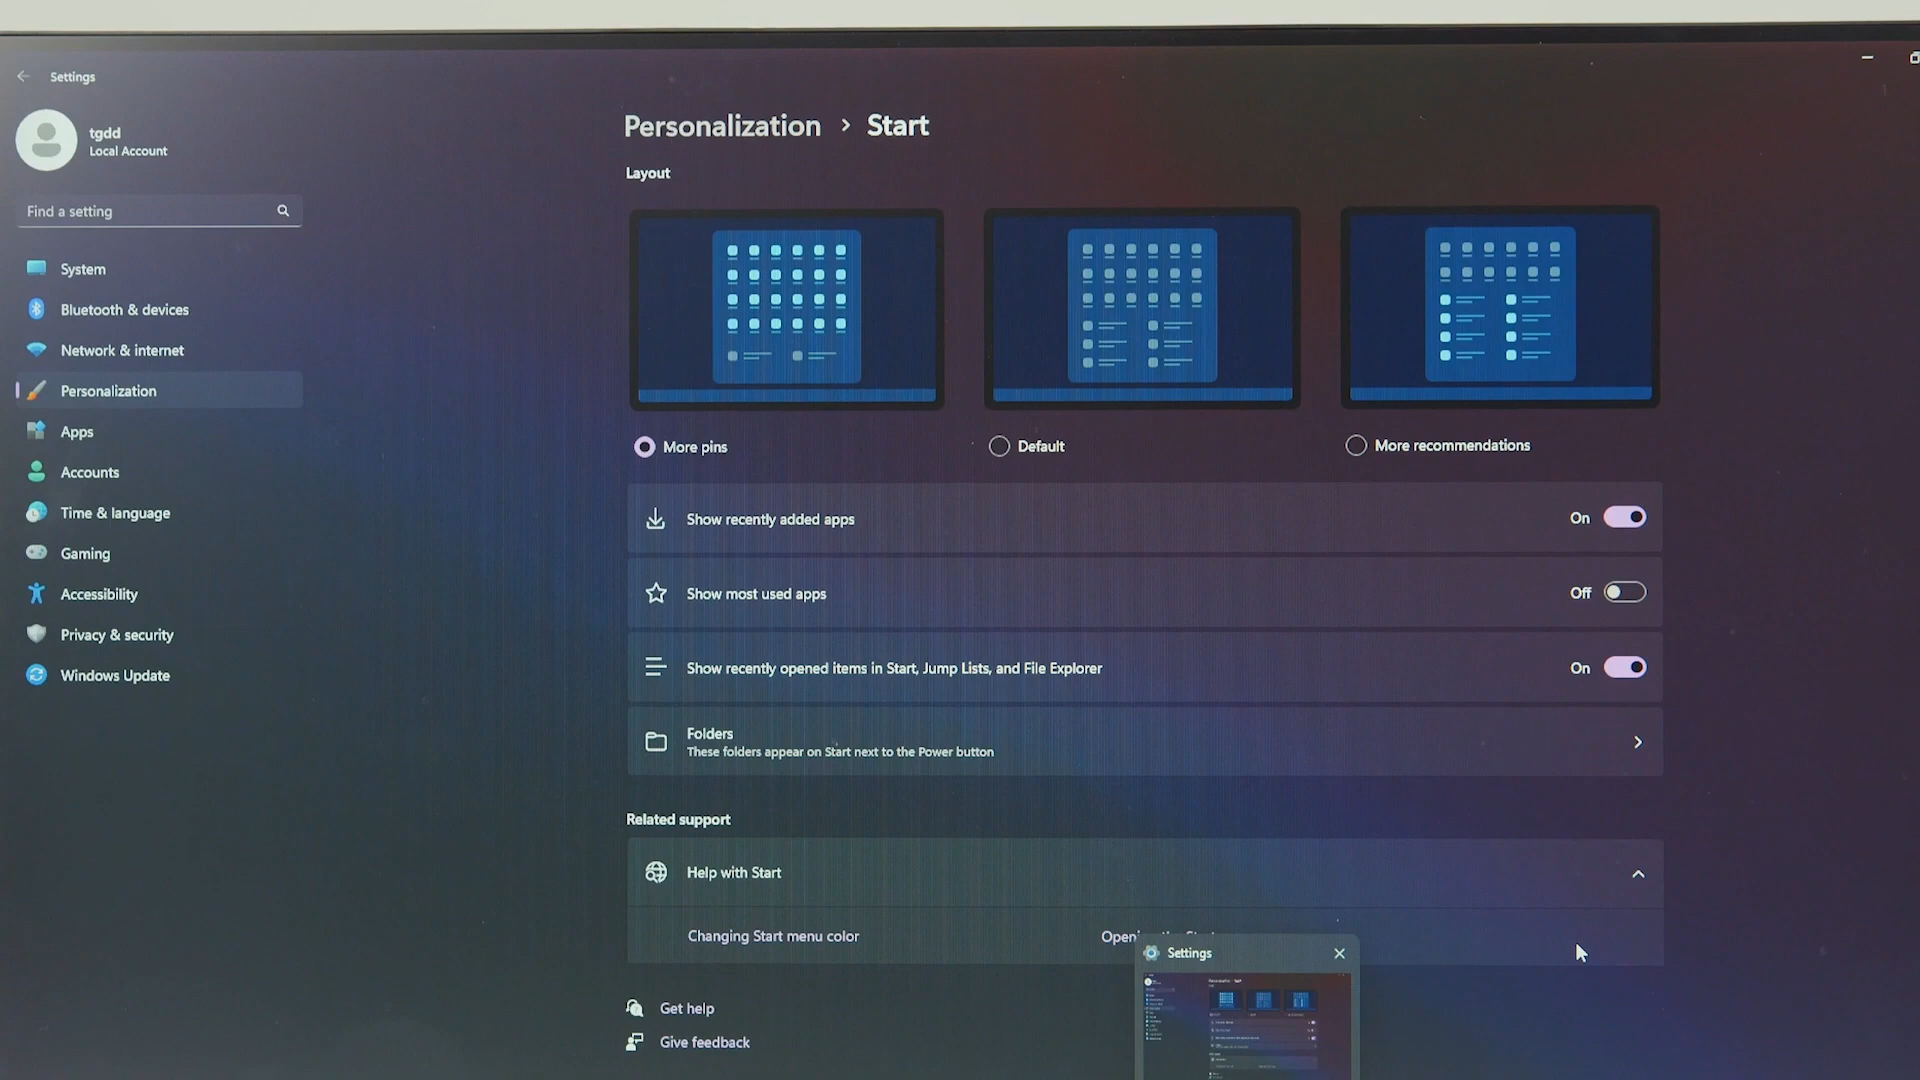 Settings
tgdd
Local Account
Find a setting
System
Bluetooth & devices
Network & internet
Personalization
Apps
Accounts
Time & language
Gaming
Accessibility
Privacy & security
Windows Update
Personalization > Start
Layout
More pins
Default
More recommendations
Show recently added apps
On
Show most used apps
Off
Show recently opened items in Start, Jump Lists, and File Explorer
On
Folders
These folders appear on Start next to the Power button
Related support
Help with Start
Changing Start menu color
Settings
Get help
Give feedback